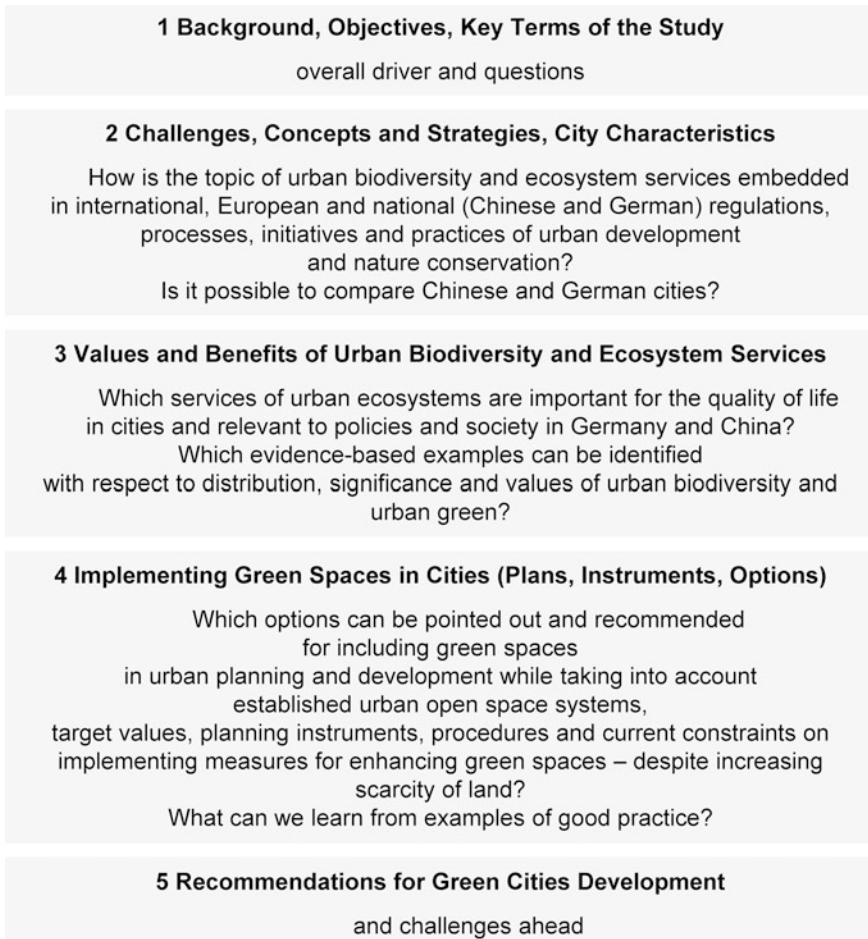 1 Background, Objectives, Key Terms of the Study
overall driver and questions
2 Challenges, Concepts and Strategies, City Characteristics
How is the topic of urban biodiversity and ecosystem services embedded
in international, European and national (Chinese and German) regulations,
processes, initiatives and practices of urban development
and nature conservation?
Is it possible to compare Chinese and German cities?
3 Values and Benefits of Urban Biodiversity and Ecosystem Services
Which services of urban ecosystems are important for the quality of life
in cities and relevant to policies and society in Germany and China?
Which evidence-based examples can be identified
with respect to distribution, significance and values of urban biodiversity and
urban green?
4 Implementing Green Spaces in Cities (Plans, Instruments, Options)
Which options can be pointed out and recommended
for including green spaces
in urban planning and development while taking into account
established urban open space systems,
target values, planning instruments, procedures and current constraints on
implementing measures for enhancing green spaces – despite increasing
scarcity of land?
What can we learn from examples of good practice?
5 Recommendations for Green Cities Development
and challenges ahead